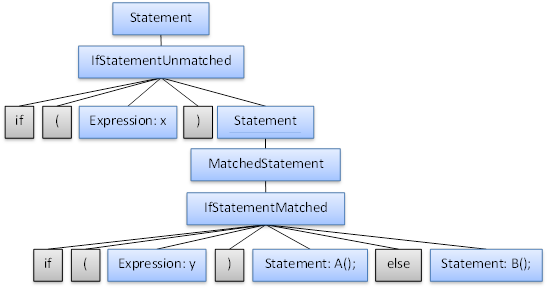 Statement
IfStatementUnmatched
if ( Expression: x ) Statement
MatchedStatement
IfStatementMatched
if ( Expression: y ) Statement: A(); else Statement: B();